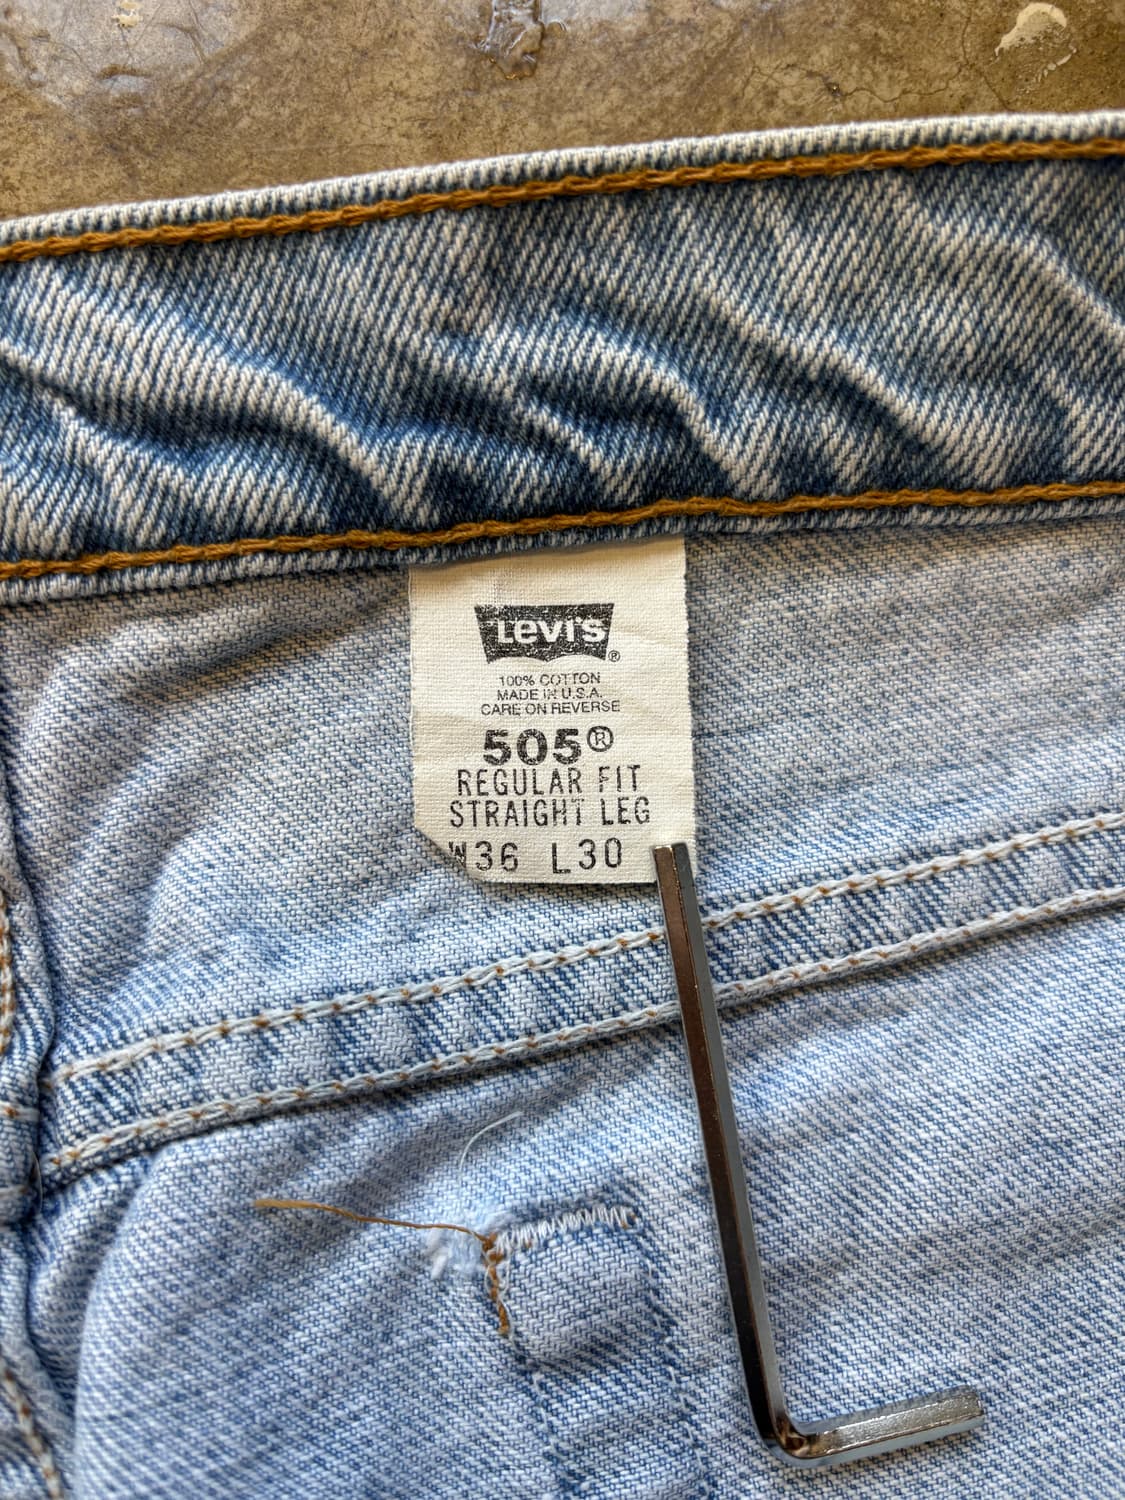 Levi's®
100% COTTON
MADE IN U.S.A.
CARE ON REVERSE
505®
REGULAR FIT
STRAIGHT LEG
W36 L30